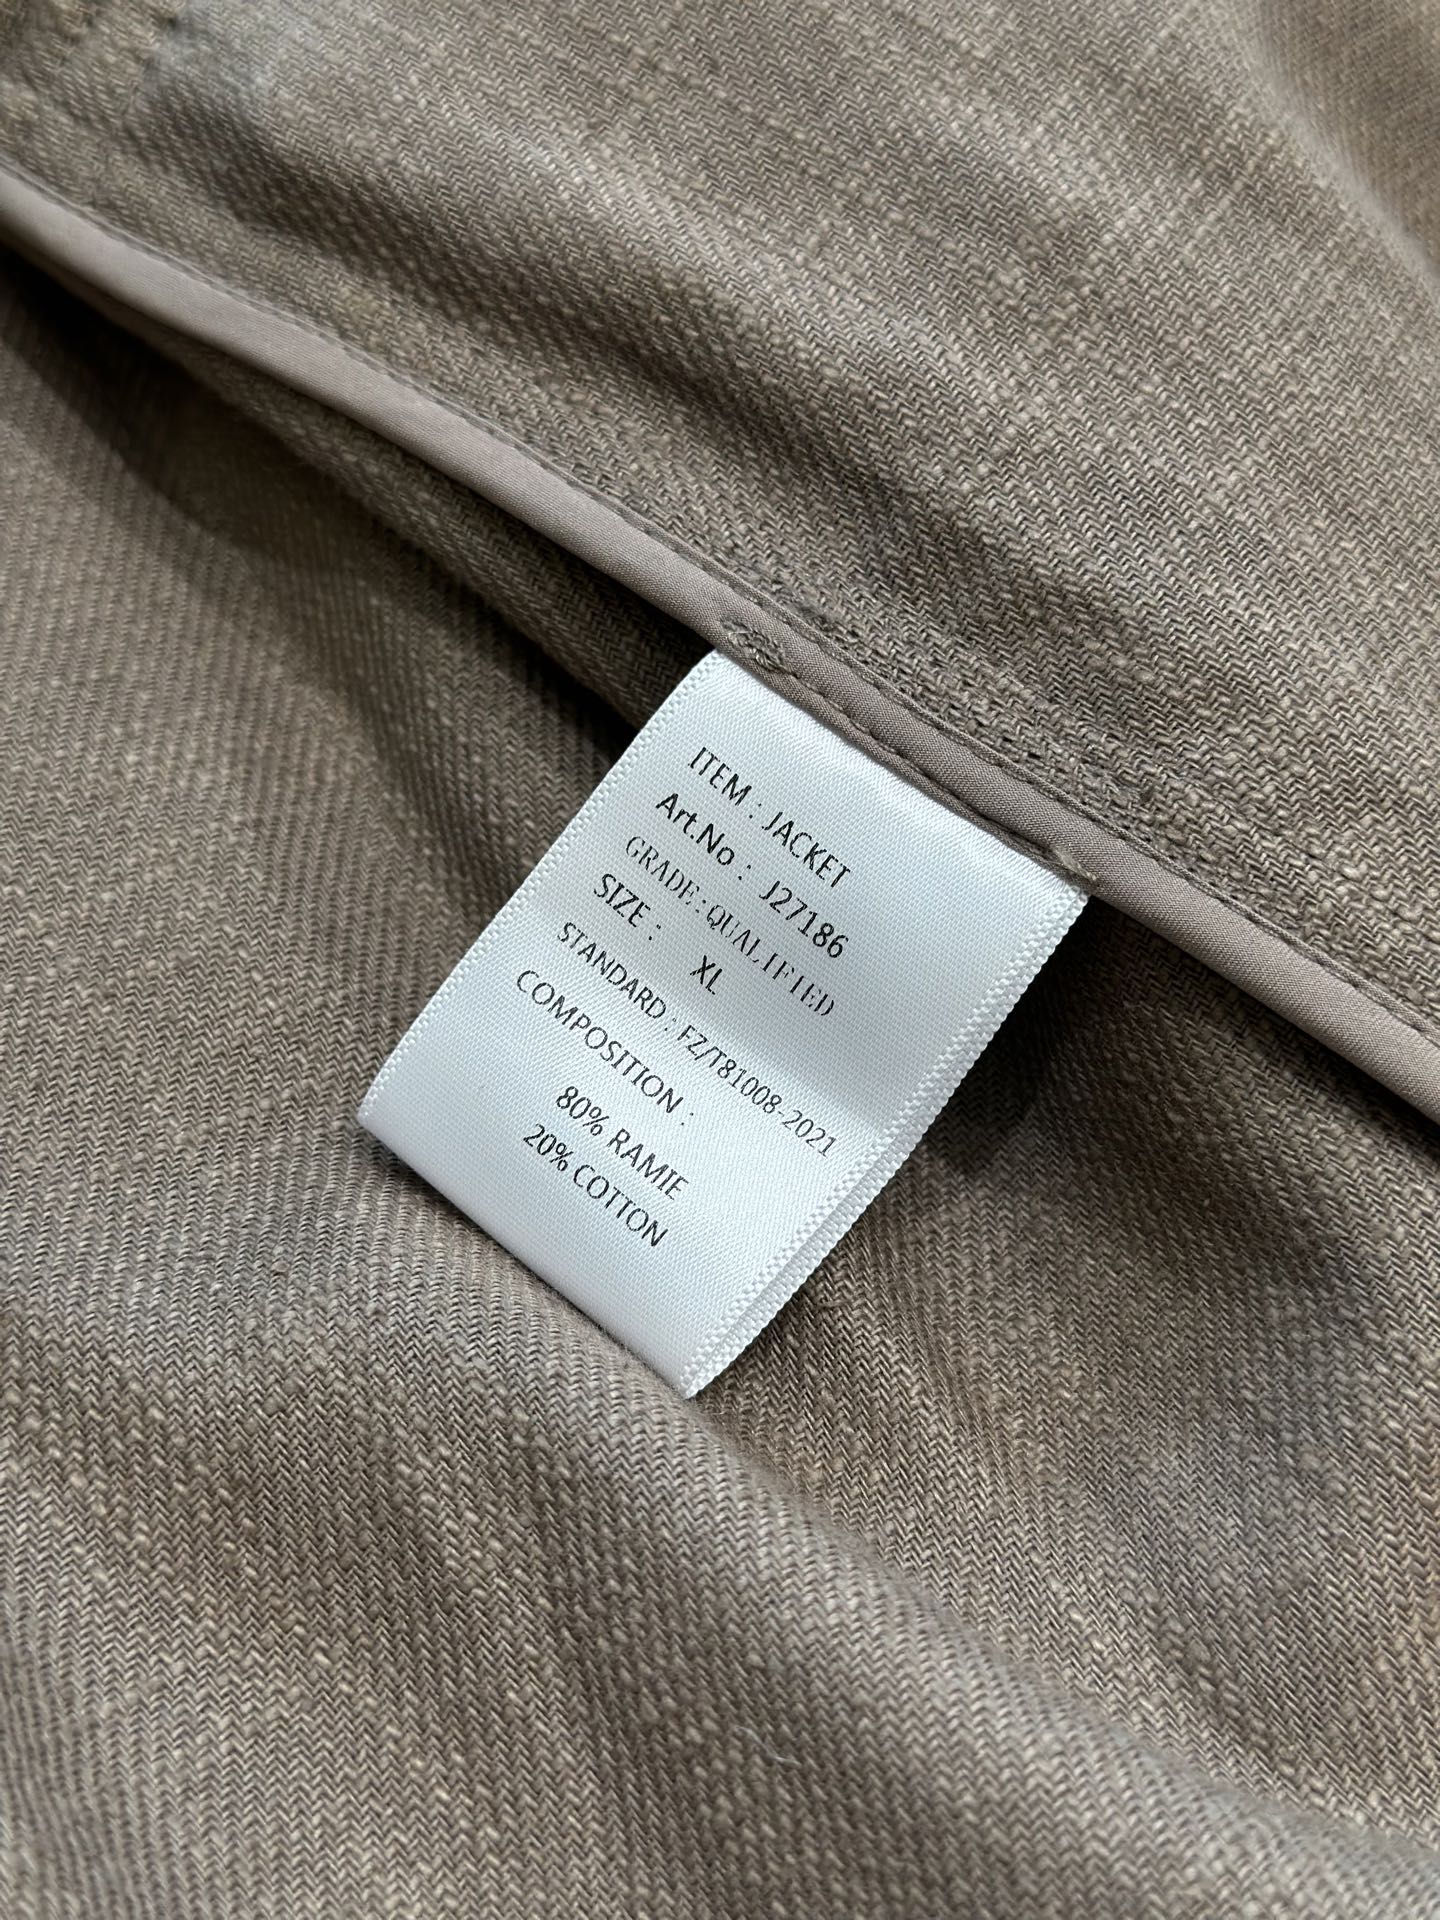 ITEM : JACKET
Art.No : J27186
GRADE : QUALIFIED
SIZE : XL
STANDARD : FZ/T81008-2021
COMPOSITION :
80% RAMIE
20% COTTON